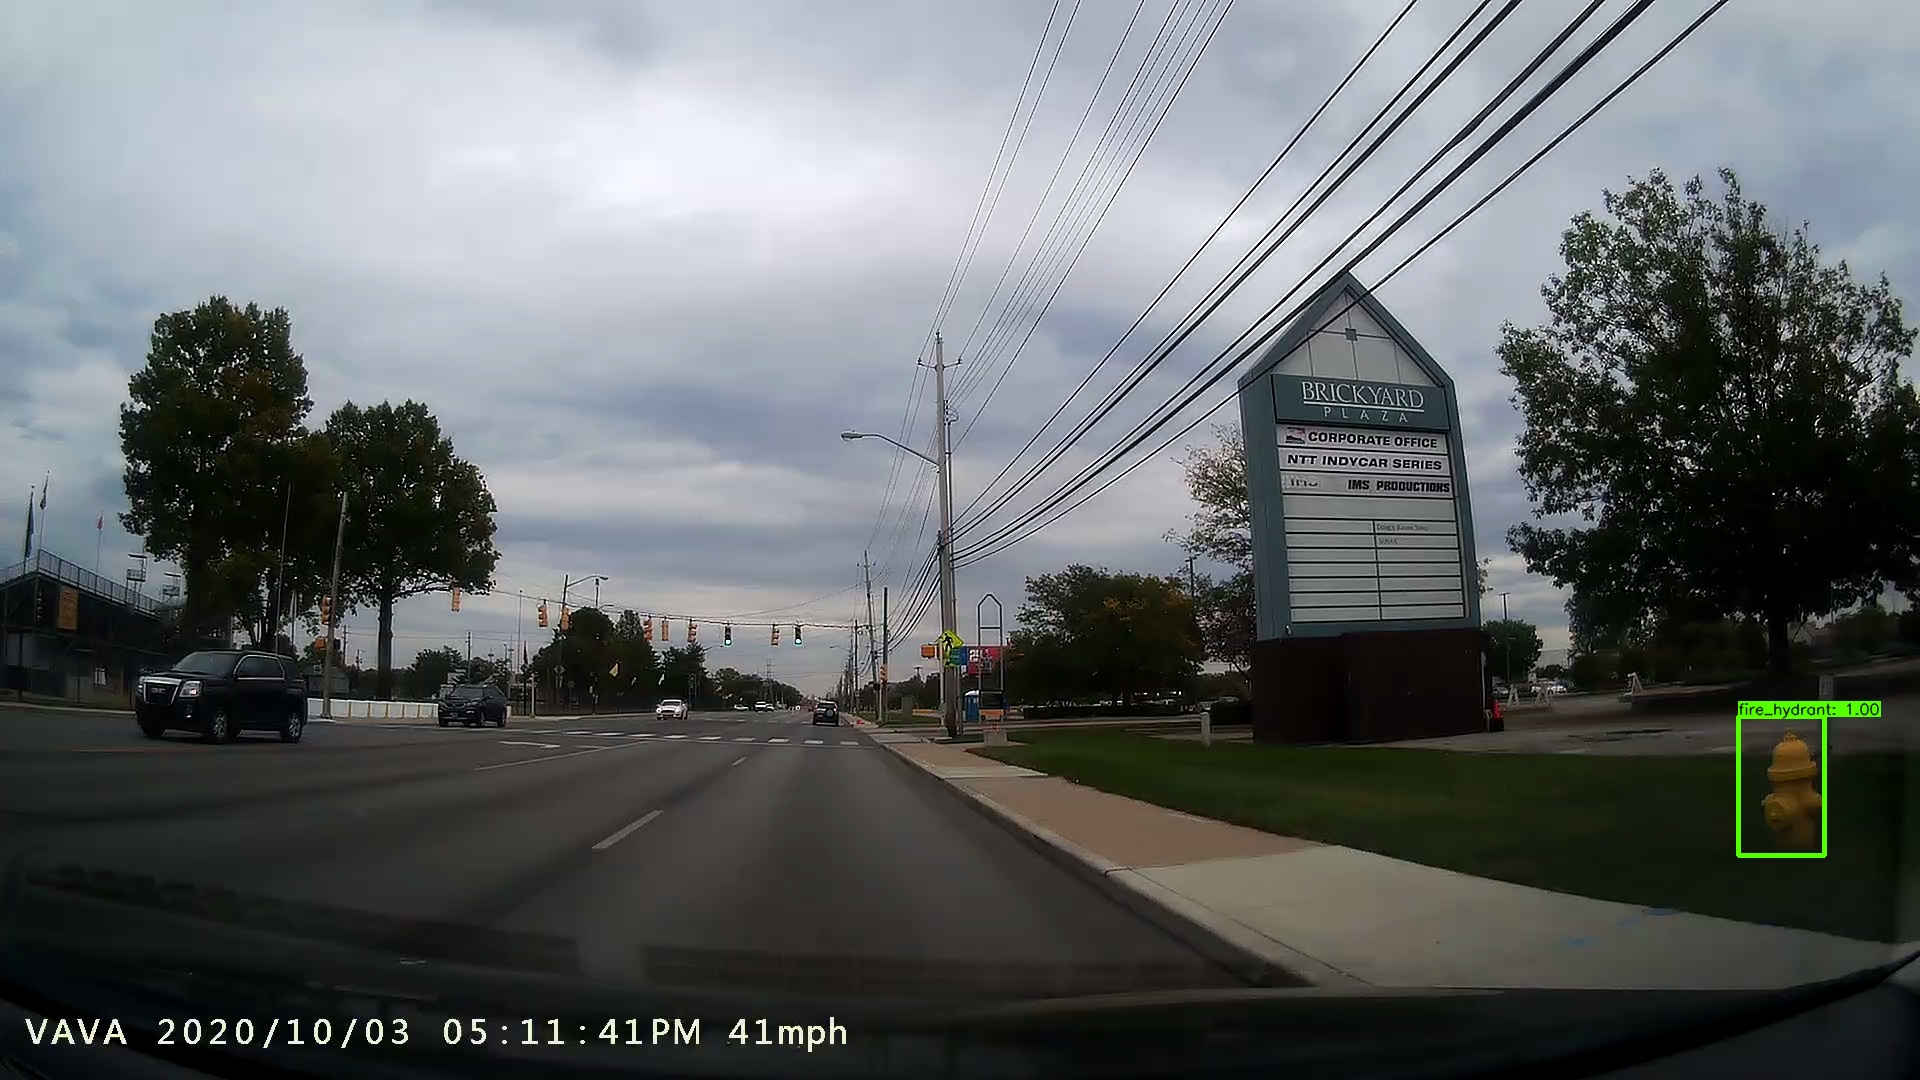 BRICKYARD
PLAZA
CORPORATE OFFICE
NTT INDYCAR SERIES
IMS PRODUCTIONS
fire_hydrant: 1.00
VAVA 2020/10/03 05:11:41PM 41mph